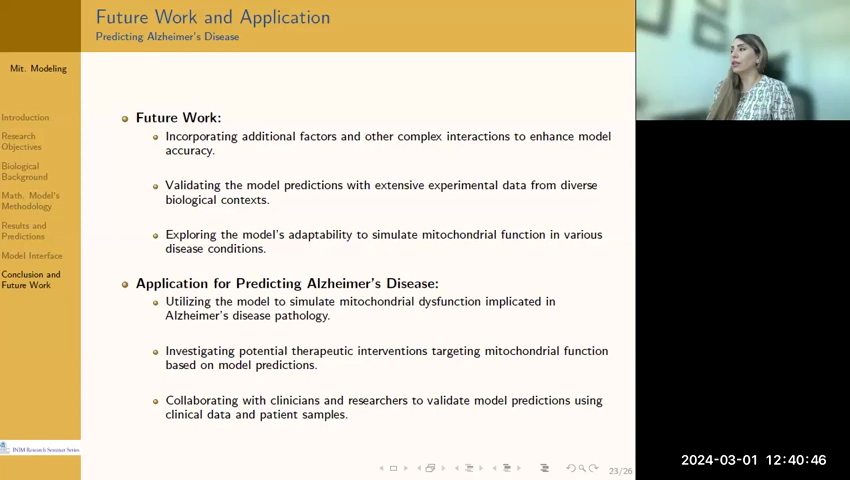 Future Work and Application
Predicting Alzheimer's Disease
Mit. Modeling
Introduction
Research
Objectives
Biological
Background
Math. Model's
Methodology
Results and
Predictions
Model Interface
Conclusion and
Future Work
Future Work:
Incorporating additional factors and other complex interactions to enhance model
accuracy.
Validating the model predictions with extensive experimental data from diverse
biological contexts.
Exploring the model's adaptability to simulate mitochondrial function in various
disease conditions.
Application for Predicting Alzheimer's Disease:
Utilizing the model to simulate mitochondrial dysfunction implicated in
Alzheimer's disease pathology.
Investigating potential therapeutic interventions targeting mitochondrial function
based on model predictions.
Collaborating with clinicians and researchers to validate model predictions using
clinical data and patient samples.
Research Seminar Series
23/26
2024-03-01 12:40:46